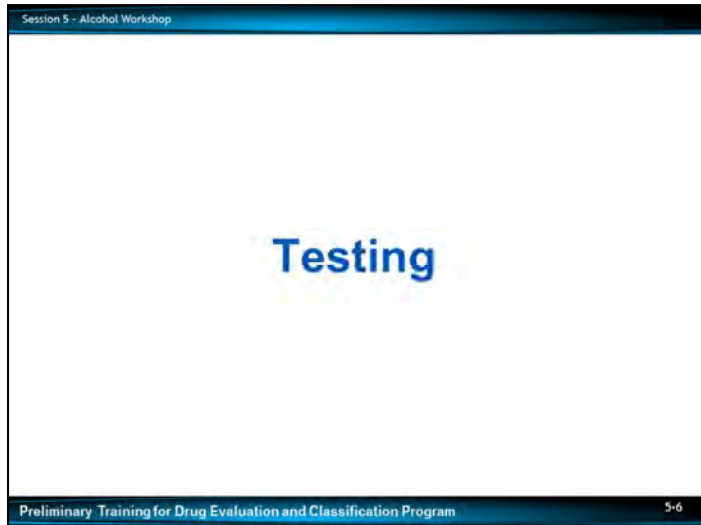 Session 5 - Alcohol Workshop
Testing
Preliminary Training for Drug Evaluation and Classification Program
5-6